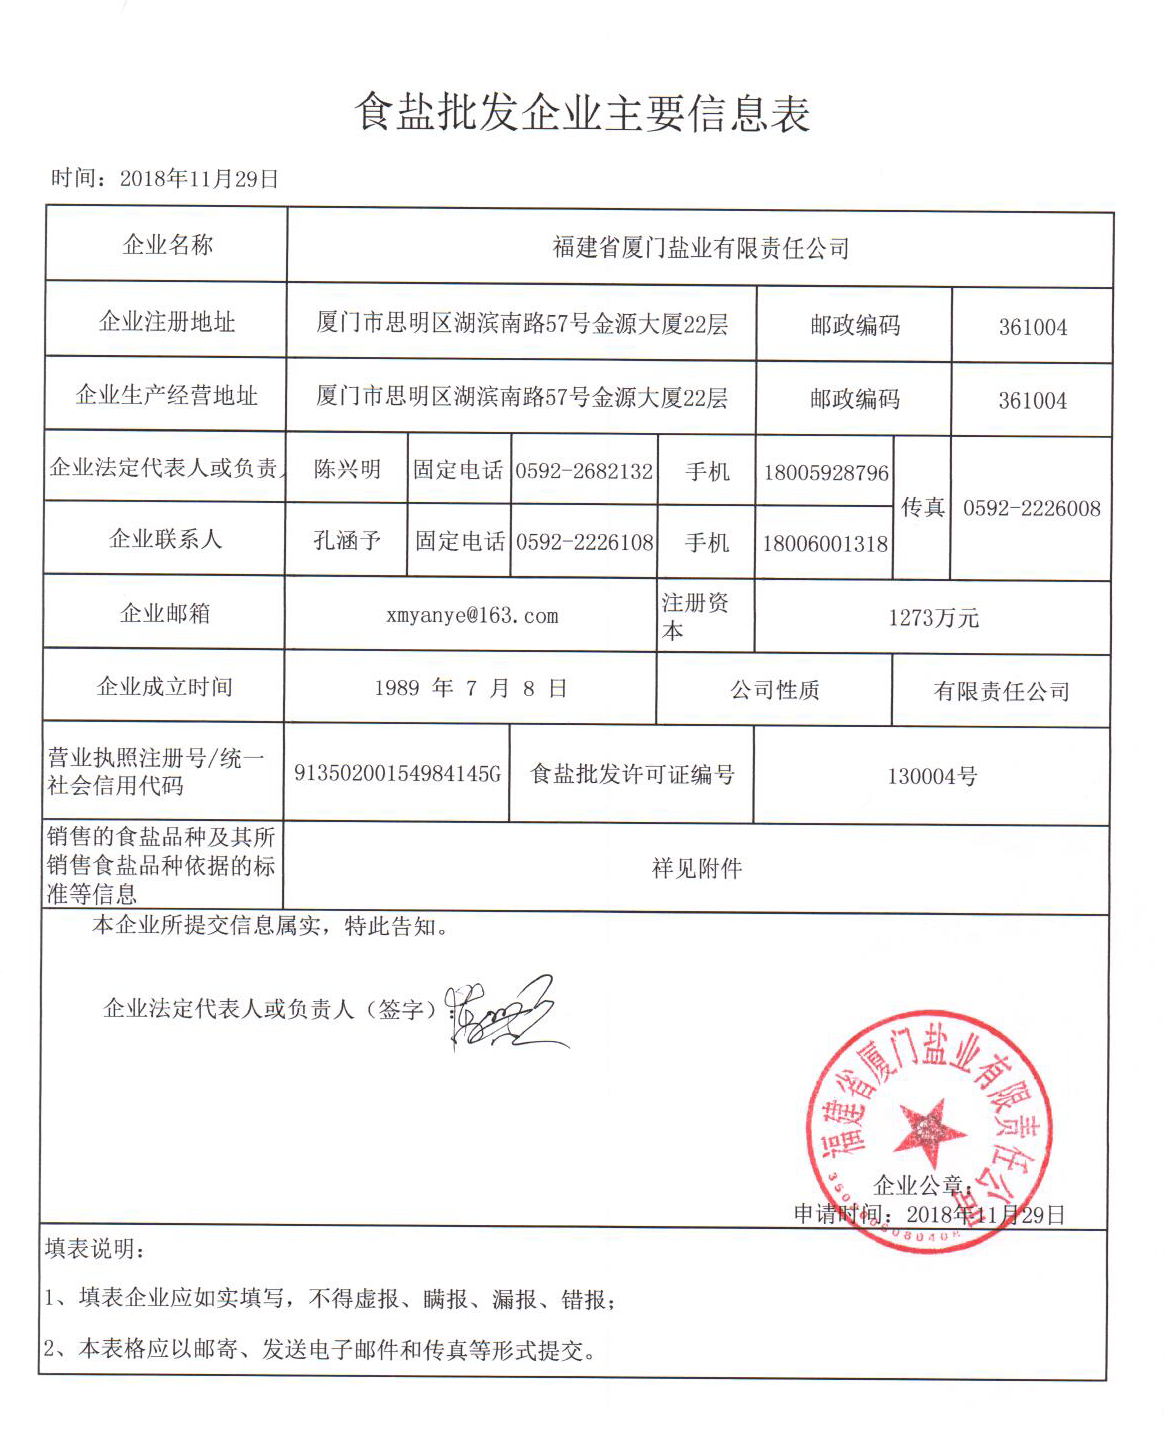 食盐批发企业主要信息表
时间：2018年11月29日
企业名称 福建省厦门盐业有限责任公司
企业注册地址 厦门市思明区湖滨南路57号金源大厦22层 邮政编码 361004
企业生产经营地址 厦门市思明区湖滨南路57号金源大厦22层 邮政编码 361004
企业法定代表人或负责人 陈兴明 固定电话 0592-2682132 手机 18005928796
传真 0592-2226008
企业联系人 孔涵予 固定电话 0592-2226108 手机 18006001318
企业邮箱 xmyanye@163.com 注册资
本 1273万元
企业成立时间 1989 年 7 月 8 日 公司性质 有限责任公司
营业执照注册号/统一
社会信用代码 91350200154984145G 食盐批发许可证编号 130004号
销售的食盐品种及其所
销售食盐品种依据的标
准等信息 祥见附件
本企业所提交信息属实，特此告知。
企业法定代表人或负责人（签字）：
福建省厦门盐业有限责任公司
企业公章：
申请时间：2018年11月29日
填表说明：
1、填表企业应如实填写，不得虚报、瞒报、漏报、错报；
2、本表格应以邮寄、发送电子邮件和传真等形式提交。